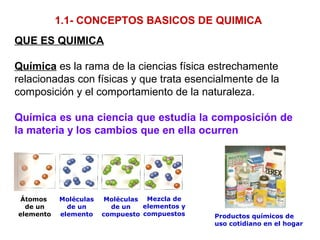 1.1- CONCEPTOS BASICOS DE QUIMICA
QUE ES QUIMICA
Química es la rama de la ciencias física estrechamente
relacionadas con físicas y que trata esencialmente de la
composición y el comportamiento de la naturaleza.
Química es una ciencia que estudia la composición de
la materia y los cambios que en ella ocurren
Átomos
de un
elemento
Moléculas
de un
elemento
Moléculas
de un
compuesto
Mezcla de
elementos y
compuestos
Productos químicos de
uso cotidiano en el hogar